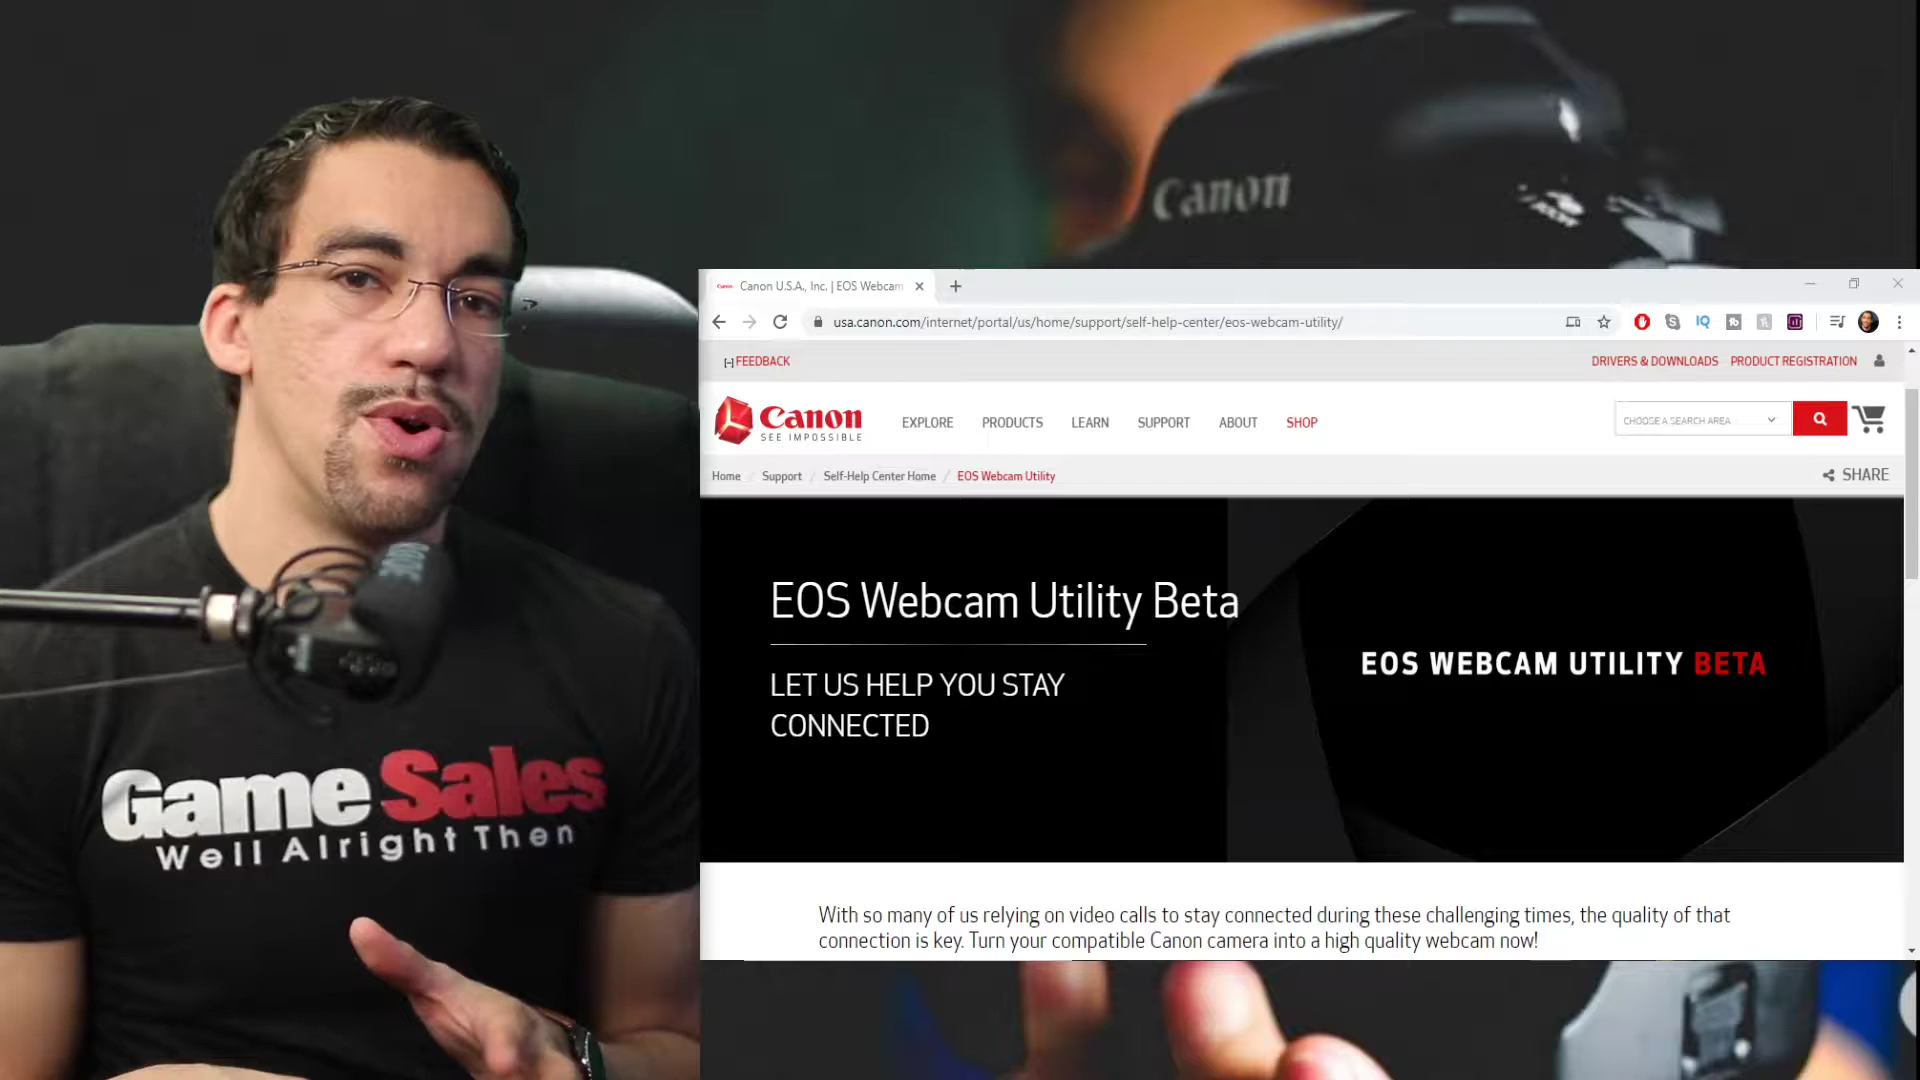 Canon
Canon U.S.A., Inc. | EOS Webcam
usa.canon.com/internet/portal/us/home/support/self-help-center/eos-webcam-utility/
IQ
[-] FEEDBACK
DRIVERS & DOWNLOADS PRODUCT REGISTRATION
Canon
SEE IMPOSSIBLE
EXPLORE PRODUCTS LEARN SUPPORT ABOUT SHOP
CHOOSE A SEARCH AREA
Home / Support / Self-Help Center Home / EOS Webcam Utility
SHARE
EOS Webcam Utility Beta
LET US HELP YOU STAY
CONNECTED
EOS WEBCAM UTILITY BETA
With so many of us relying on video calls to stay connected during these challenging times, the quality of that
connection is key. Turn your compatible Canon camera into a high quality webcam now!
RODE
Game Sales
Well Alright Then